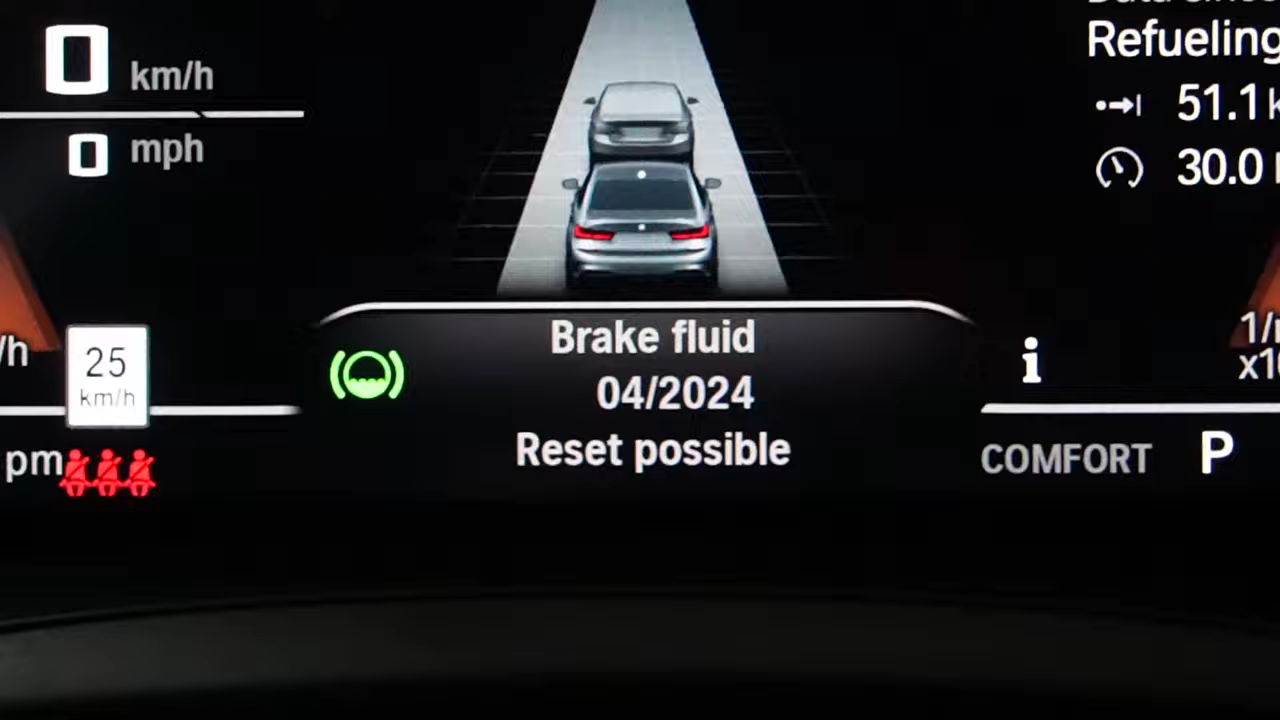 0 km/h
0 mph
Refueling
51.1
30.0
25
km/h
Brake fluid
04/2024
Reset possible
i
COMFORT P